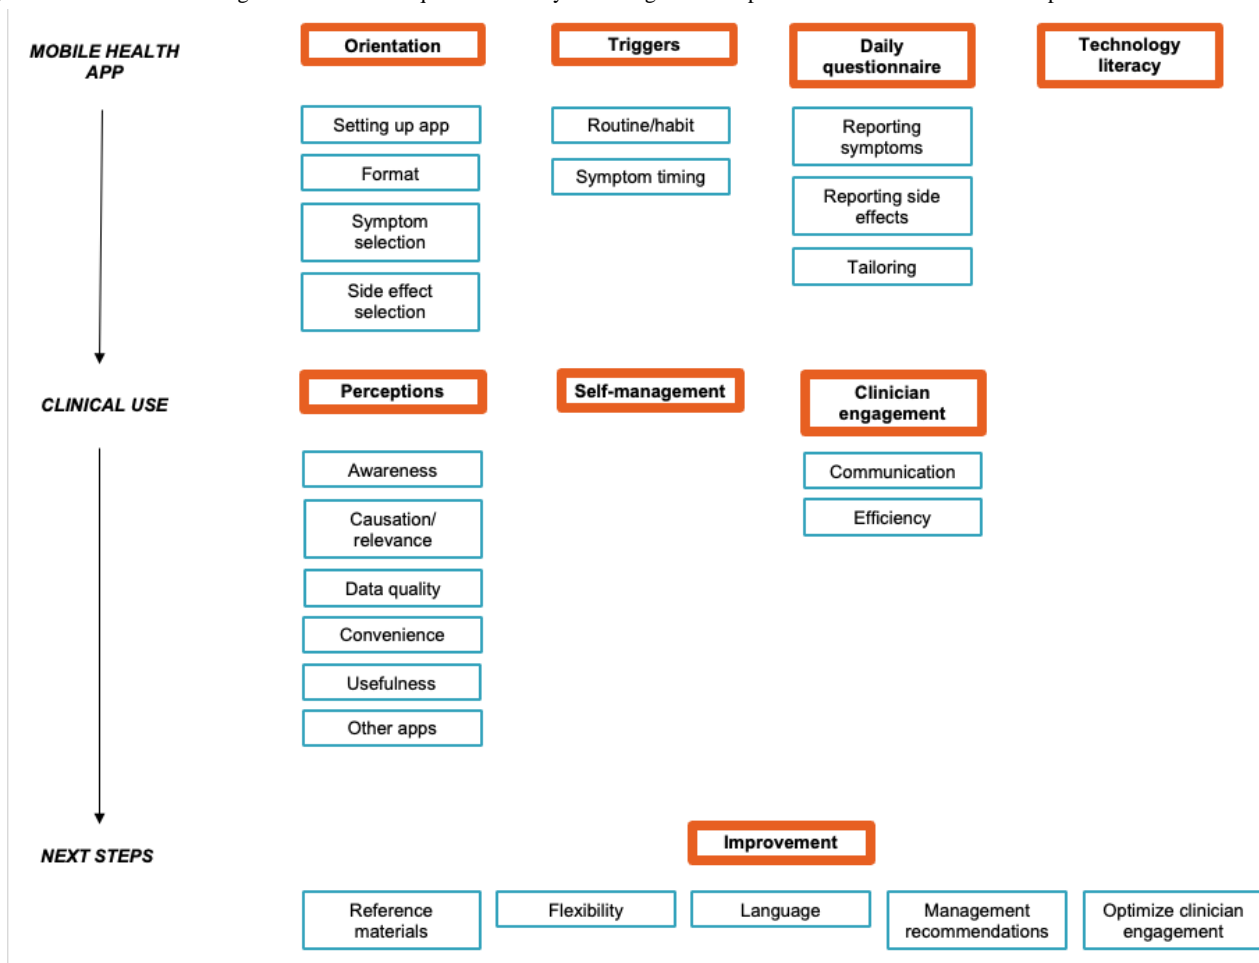 MOBILE HEALTH
APP
Orientation
Triggers
Daily
questionnaire
Technology
literacy
Setting up app
Format
Symptom
selection
Side effect
selection
Routine/habit
Symptom timing
Reporting
symptoms
Reporting side
effects
Tailoring
CLINICAL USE
Perceptions
Self-management
Clinician
engagement
Awareness
Causation/
relevance
Data quality
Convenience
Usefulness
Other apps
Communication
Efficiency
NEXT STEPS
Improvement
Reference
materials
Flexibility
Language
Management
recommendations
Optimize clinician
engagement